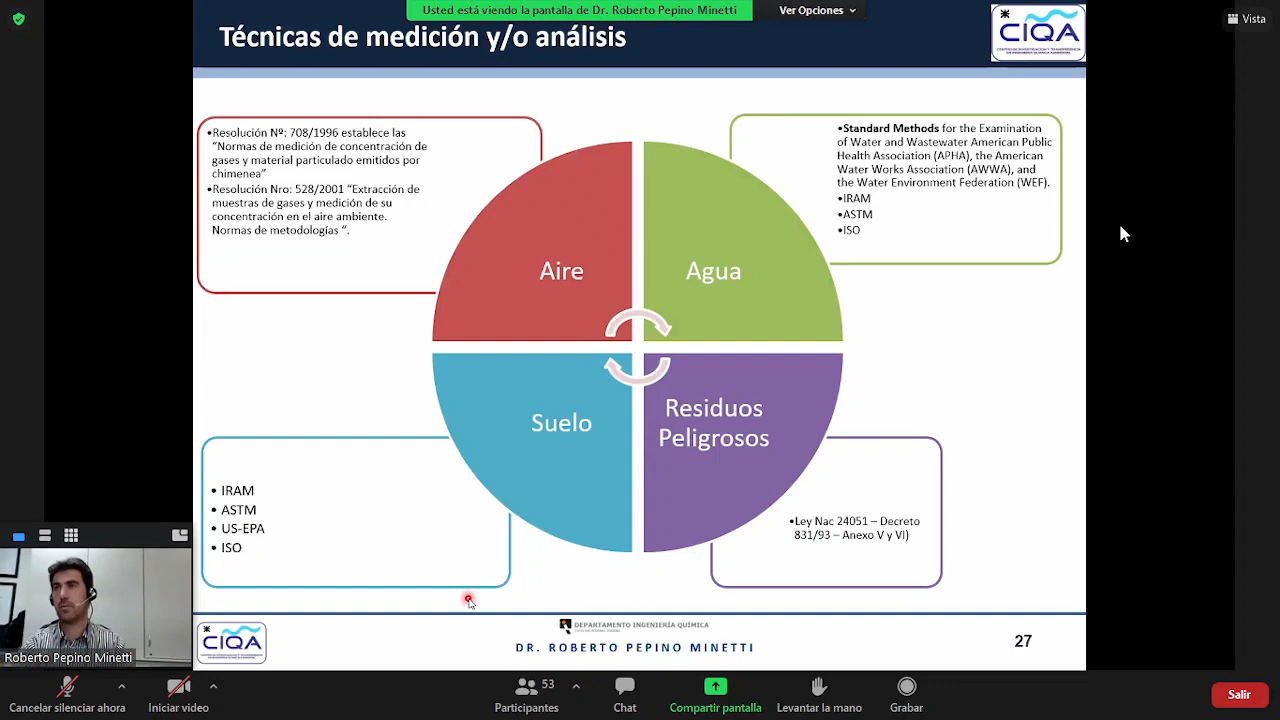 Usted está viendo la pantalla de Dr. Roberto Pepino Minetti
Ver Opciones
Vista
Técnicas de medición y/o análisis
CIQA
•Resolución Nº: 708/1996 establece las
“Normas de medición de concentración de
gases y material particulado emitidos por
chimenea”
•Resolución Nro: 528/2001 “Extracción de
muestras de gases y medición de su
concentración en el aire ambiente.
Normas de metodologías “.
•Standard Methods for the Examination
of Water and Wastewater American Public
Health Association (APHA), the American
Water Works Association (AWWA), and
the Water Environment Federation (WEF).
•IRAM
•ASTM
•ISO
Aire
Agua
Suelo
Residuos
Peligrosos
• IRAM
• ASTM
• US-EPA
• ISO
•Ley Nac 24051 – Decreto
831/93 – Anexo V y VI)
CIQA
DEPARTAMENTO INGENIERÍA QUÍMICA
DR. ROBERTO PEPINO MINETTI
27
Roberto Pepino Minetti
Cancelar silenciar ahora
Iniciar video
53
Participantes
Chat
Compartir pantalla
Levantar la mano
Grabar
Salir